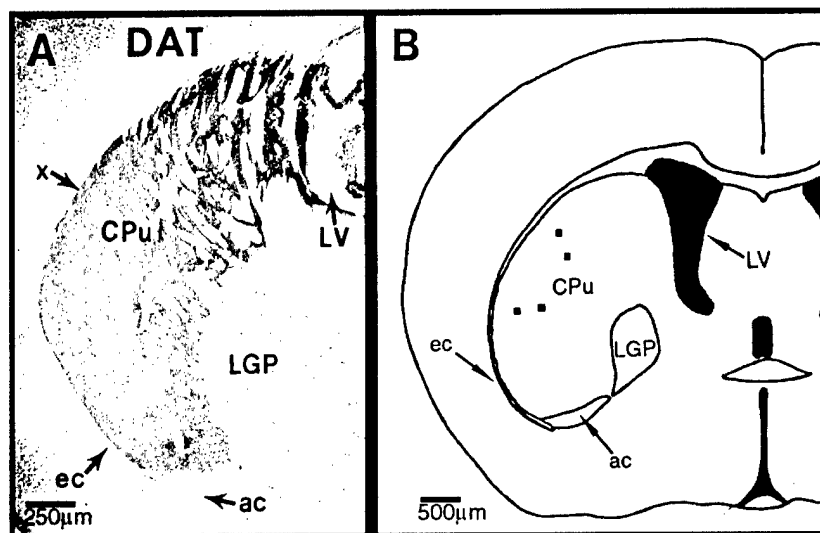 A DAT
x
CPu
LV
LGP
ec
ac
250µm
B
LV
CPu
ec
LGP
ac
500µm